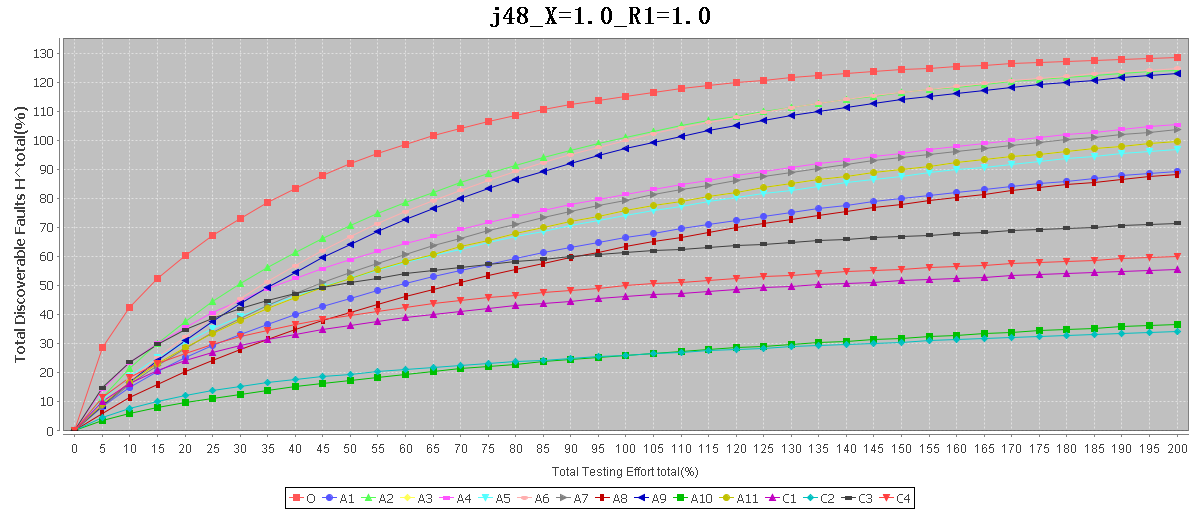 j48_X=1.0_R1=1.0
Total Discoverable Faults H^total(%)
130
120
110
100
90
80
70
60
50
40
30
20
10
0
0 5 10 15 20 25 30 35 40 45 50 55 60 65 70 75 80 85 90 95 100 105 110 115 120 125 130 135 140 145 150 155 160 165 170 175 180 185 190 195 200
Total Testing Effort total(%)
O A1 A2 A3 A4 A5 A6 A7 A8 A9 A10 A11 C1 C2 C3 C4